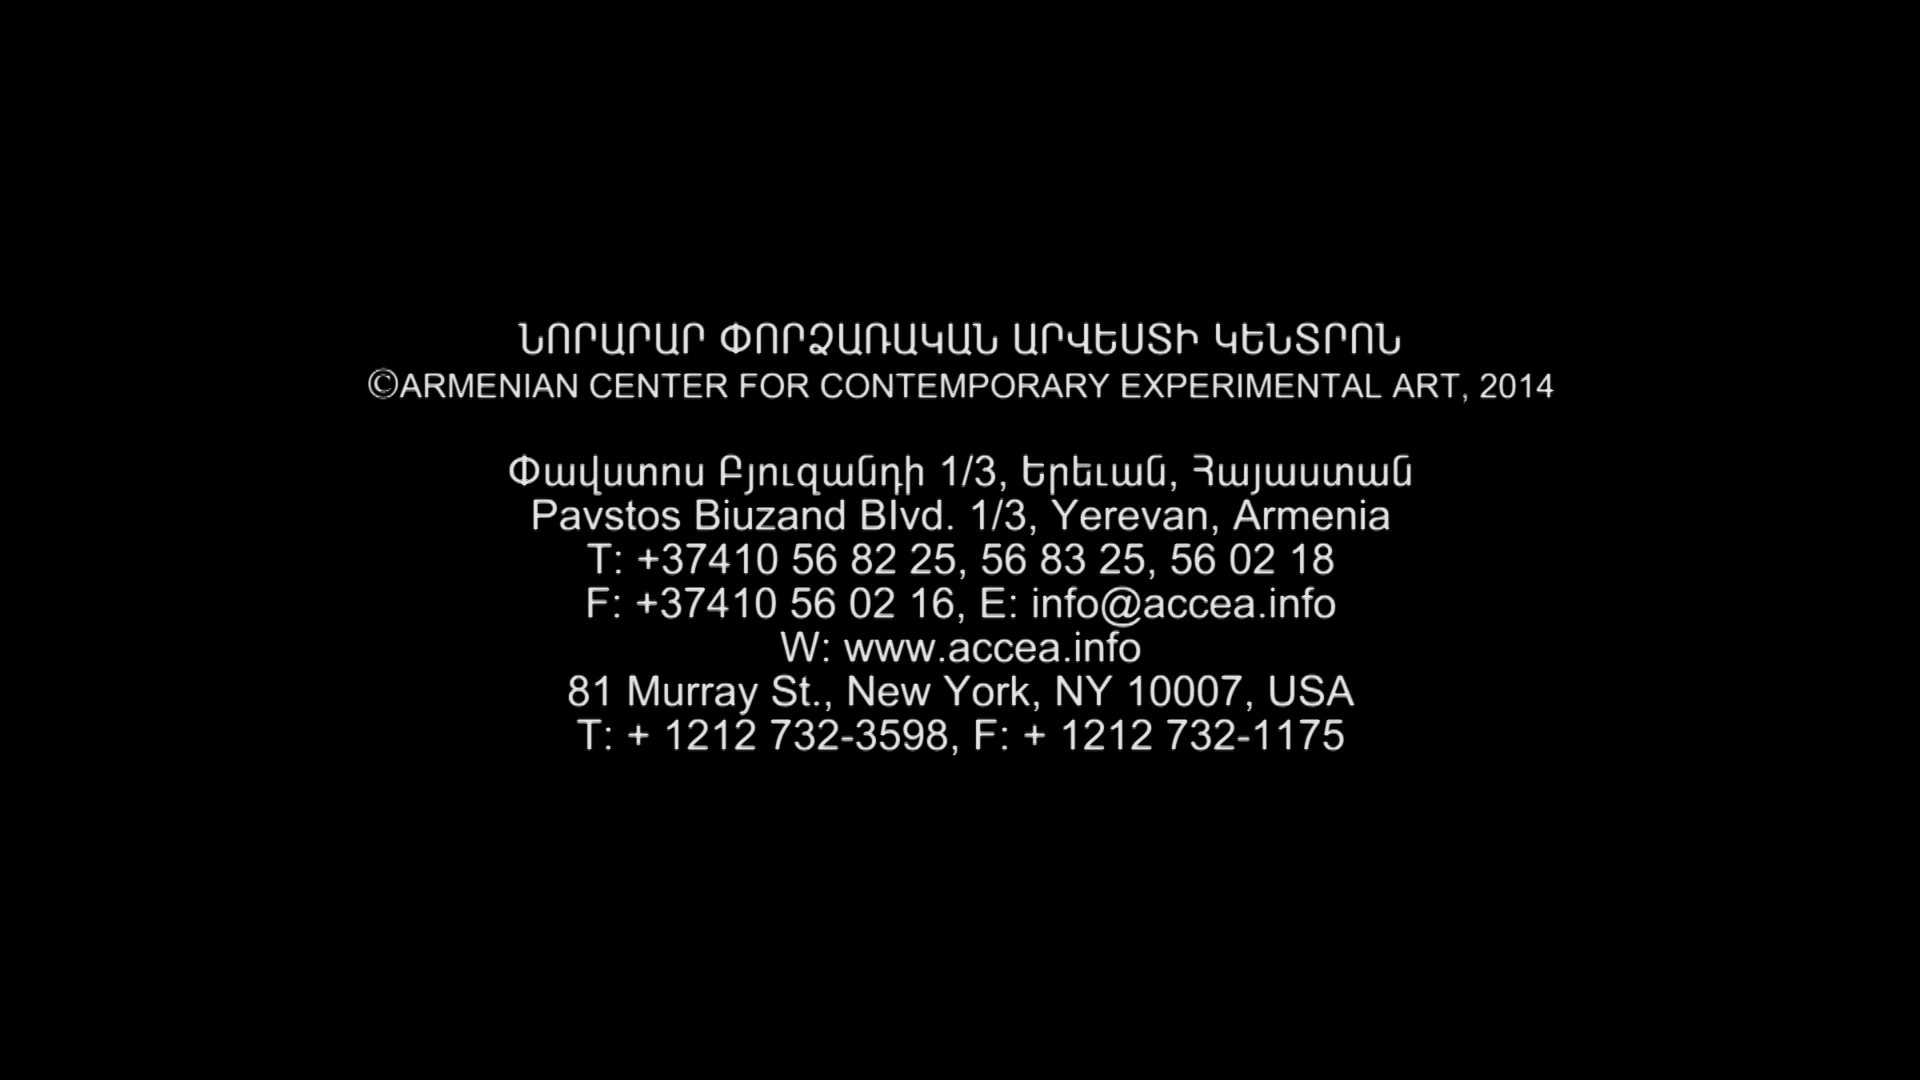 ՆՈՐԱՐԱՐ ՓՈՐՁԱՌԱԿԱՆ ԱՐՎԵՍՏԻ ԿԵՆՏՐՈՆ
©ARMENIAN CENTER FOR CONTEMPORARY EXPERIMENTAL ART, 2014
Փավստոս Բյուզանդի 1/3, Երեւան, Հայաստան
Pavstos Biuzand Blvd. 1/3, Yerevan, Armenia
T: +37410 56 82 25, 56 83 25, 56 02 18
F: +37410 56 02 16, E: info@accea.info
W: www.accea.info
81 Murray St., New York, NY 10007, USA
T: + 1212 732-3598, F: + 1212 732-1175